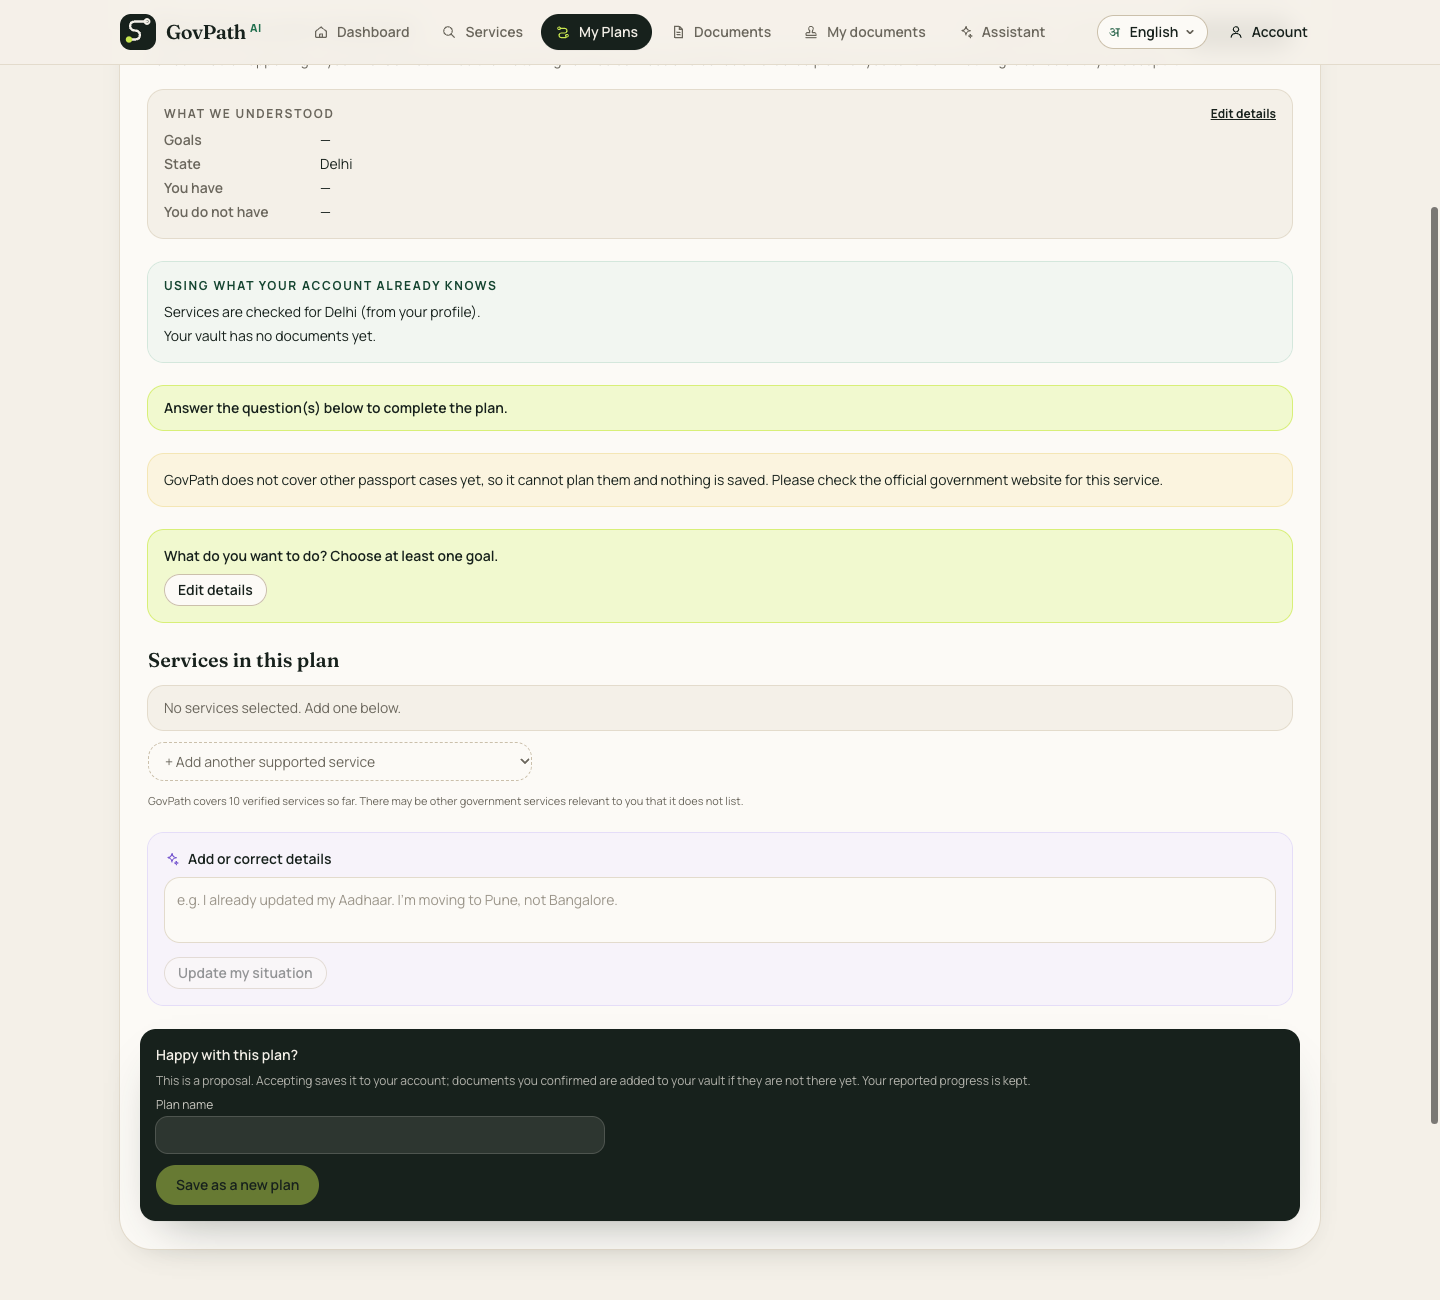 GovPath AI
Dashboard
Services
My Plans
Documents
My documents
Assistant
अ English
Account
WHAT WE UNDERSTOOD
Edit details
Goals —
State Delhi
You have —
You do not have —
USING WHAT YOUR ACCOUNT ALREADY KNOWS
Services are checked for Delhi (from your profile).
Your vault has no documents yet.
Answer the question(s) below to complete the plan.
GovPath does not cover other passport cases yet, so it cannot plan them and nothing is saved. Please check the official government website for this service.
What do you want to do? Choose at least one goal.
Edit details
Services in this plan
No services selected. Add one below.
+ Add another supported service
GovPath covers 10 verified services so far. There may be other government services relevant to you that it does not list.
Add or correct details
e.g. I already updated my Aadhaar. I'm moving to Pune, not Bangalore.
Update my situation
Happy with this plan?
This is a proposal. Accepting saves it to your account; documents you confirmed are added to your vault if they are not there yet. Your reported progress is kept.
Plan name
Save as a new plan